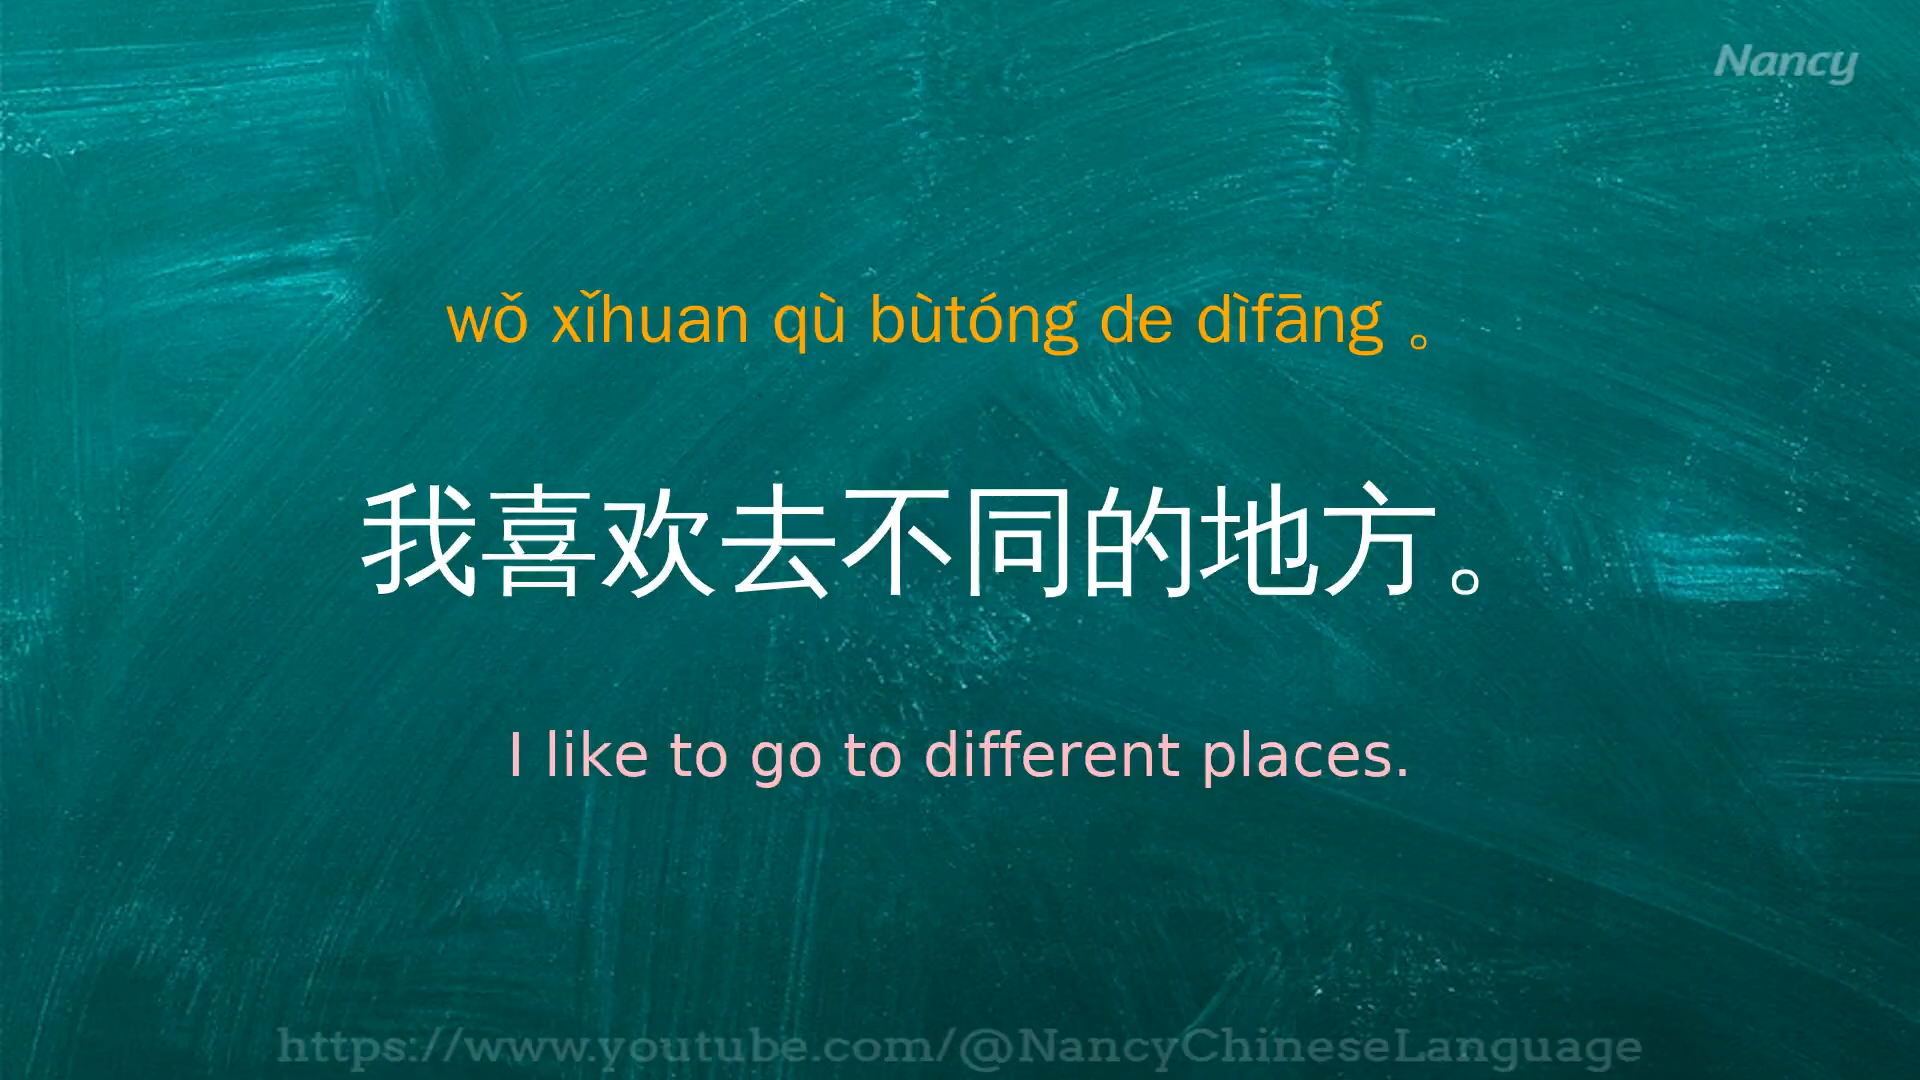 Nancy
wǒ xǐhuan qù bùtóng de dìfāng 。
我喜欢去不同的地方。
I like to go to different places.
https://www.youtube.com/@NancyChineseLanguage